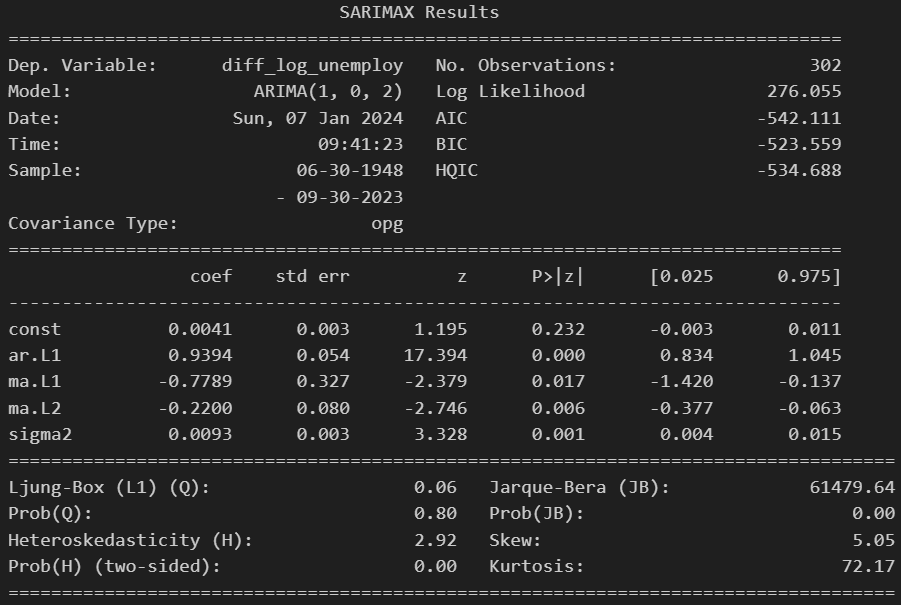 SARIMAX Results
==============================================================================
Dep. Variable:      diff_log_unemploy   No. Observations:                  302
Model:                 ARIMA(1, 0, 2)   Log Likelihood                 276.055
Date:                Sun, 07 Jan 2024   AIC                           -542.111
Time:                        09:41:23   BIC                           -523.559
Sample:                    06-30-1948   HQIC                          -534.688
                         - 09-30-2023
Covariance Type:                  opg
==============================================================================
                 coef    std err          z      P>|z|      [0.025      0.975]
------------------------------------------------------------------------------
const          0.0041      0.003      1.195      0.232      -0.003       0.011
ar.L1          0.9394      0.054     17.394      0.000       0.834       1.045
ma.L1         -0.7789      0.327     -2.379      0.017      -1.420      -0.137
ma.L2         -0.2200      0.080     -2.746      0.006      -0.377      -0.063
sigma2         0.0093      0.003      3.328      0.001       0.004       0.015
===================================================================================
Ljung-Box (L1) (Q):                   0.06   Jarque-Bera (JB):             61479.64
Prob(Q):                              0.80   Prob(JB):                         0.00
Heteroskedasticity (H):               2.92   Skew:                             5.05
Prob(H) (two-sided):                  0.00   Kurtosis:                        72.17
===================================================================================